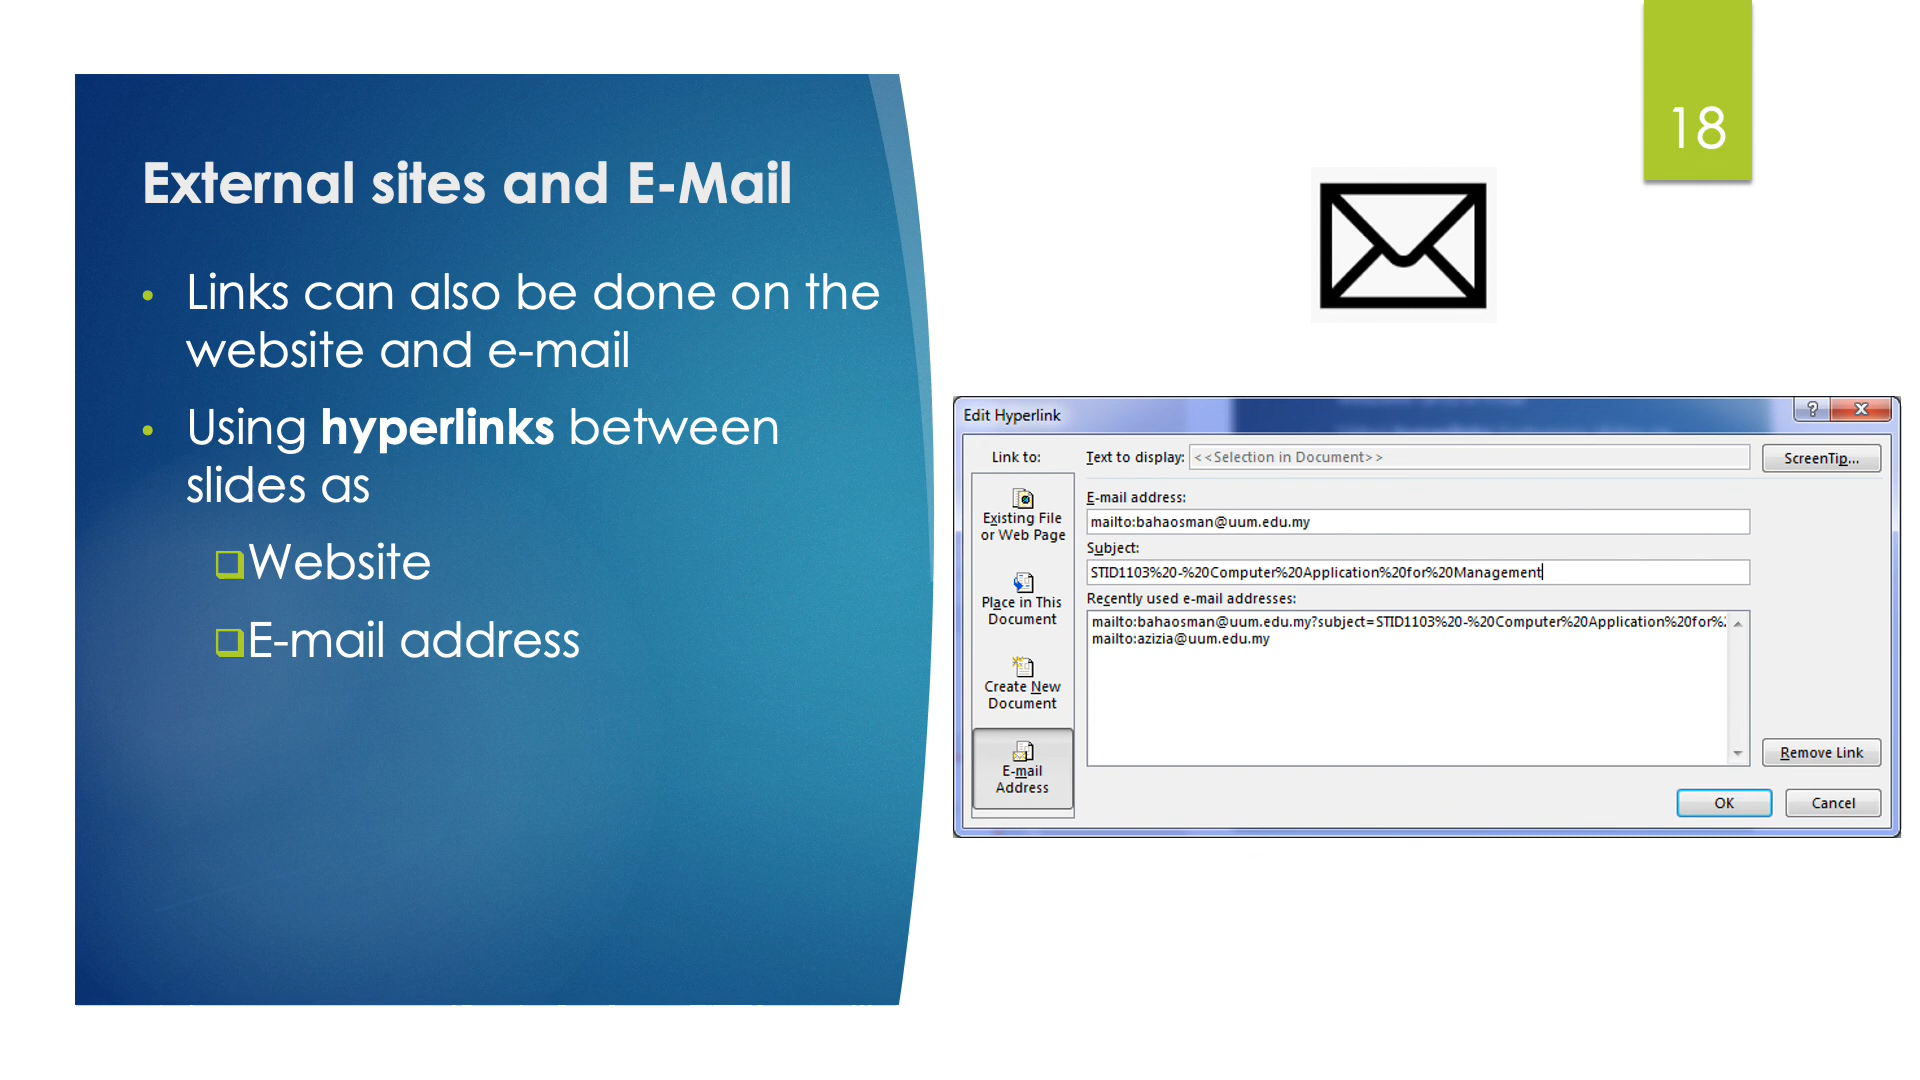 18
External sites and E-Mail
• Links can also be done on the
website and e-mail
• Using hyperlinks between
slides as
❑Website
❑E-mail address
Edit Hyperlink
?
Link to:
Text to display: <<Selection in Document>>
ScreenTip...
Existing File
or Web Page
E-mail address:
mailto:bahaosman@uum.edu.my
Subject:
STID1103%20-%20Computer%20Application%20for%20Management
Place in This
Document
Recently used e-mail addresses:
mailto:bahaosman@uum.edu.my?subject=STID1103%20-%20Computer%20Application%20for%2
mailto:azizia@uum.edu.my
Create New
Document
E-mail
Address
Remove Link
OK
Cancel